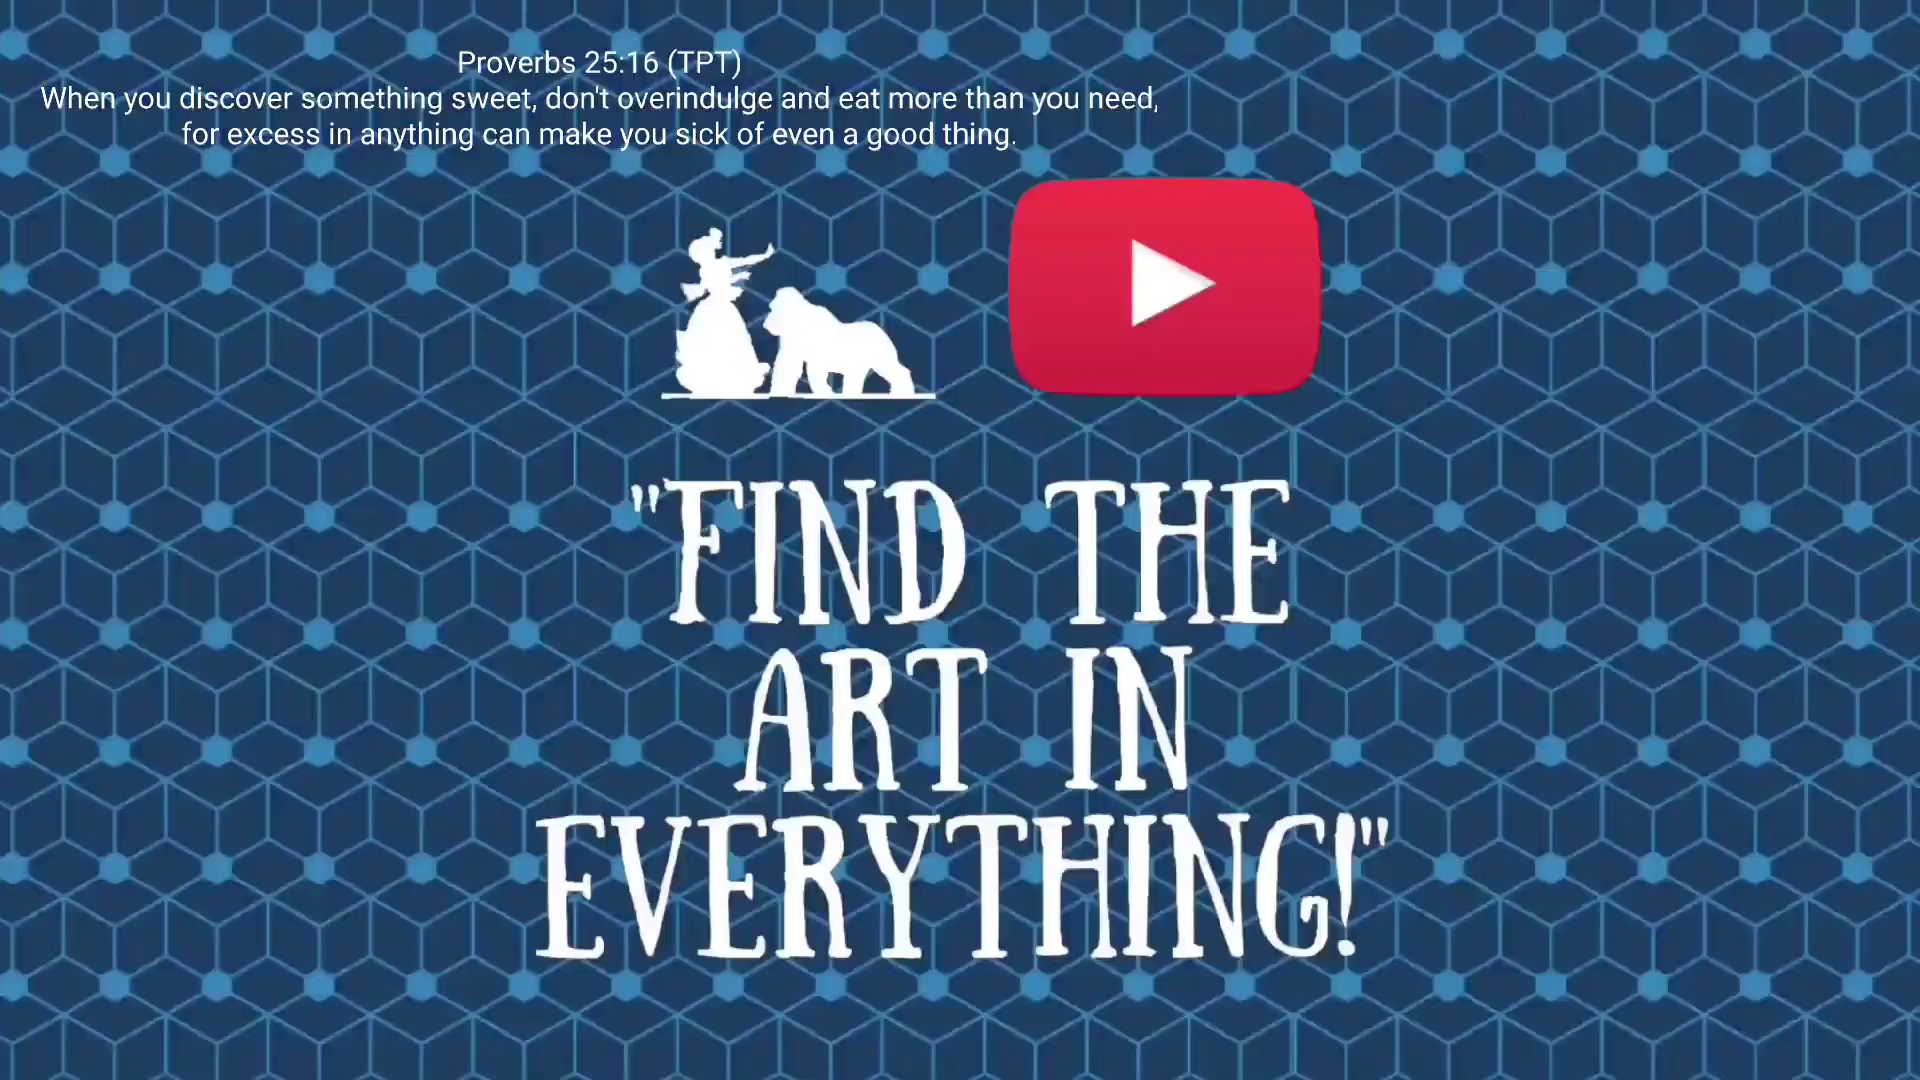 Proverbs 25:16 (TPT)
When you discover something sweet, don't overindulge and eat more than you need,
for excess in anything can make you sick of even a good thing.
"FIND THE
ART IN
EVERYTHING!"